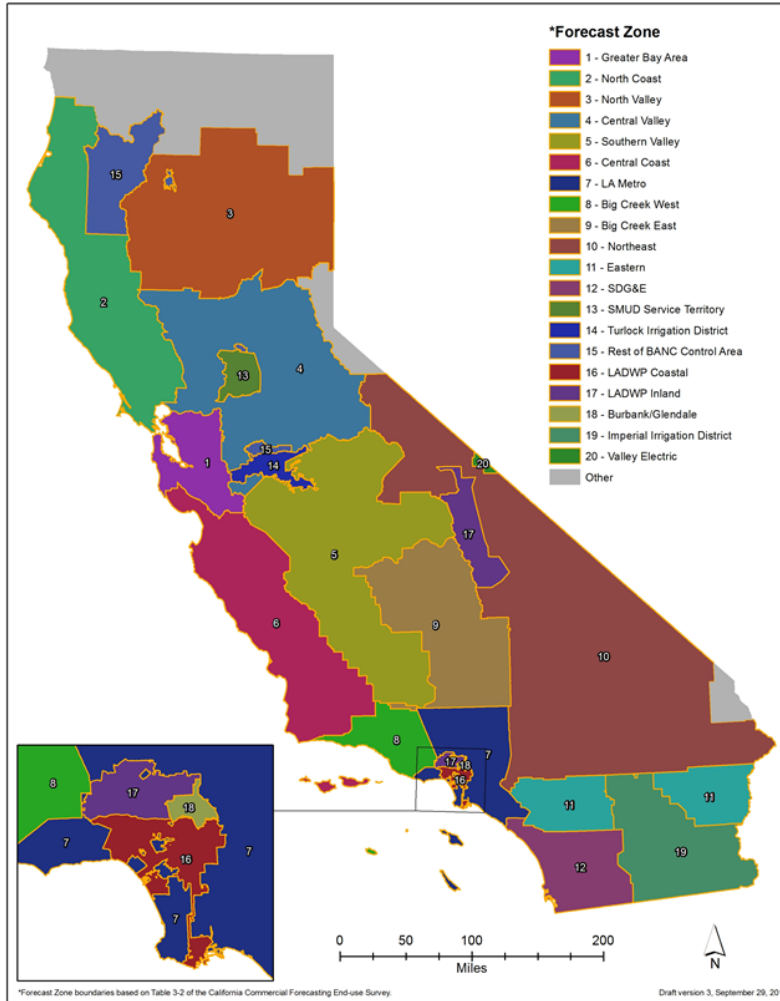 *Forecast Zone
1 - Greater Bay Area
2 - North Coast
3 - North Valley
4 - Central Valley
5 - Southern Valley
6 - Central Coast
7 - LA Metro
8 - Big Creek West
9 - Big Creek East
10 - Northeast
11 - Eastern
12 - SDG&E
13 - SMUD Service Territory
14 - Turlock Irrigation District
15 - Rest of BANC Control Area
16 - LADWP Coastal
17 - LADWP Inland
18 - Burbank/Glendale
19 - Imperial Irrigation District
20 - Valley Electric
Other
15
3
2
4
13
15
14
1
20
17
5
9
6
10
8
7
17 18
16
11
11
12
19
8
17
18
7
16
7
7
0 50 100 200
Miles
N
*Forecast Zone boundaries based on Table 3-2 of the California Commercial Forecasting End-use Survey.
Draft version 3, September 29, 20